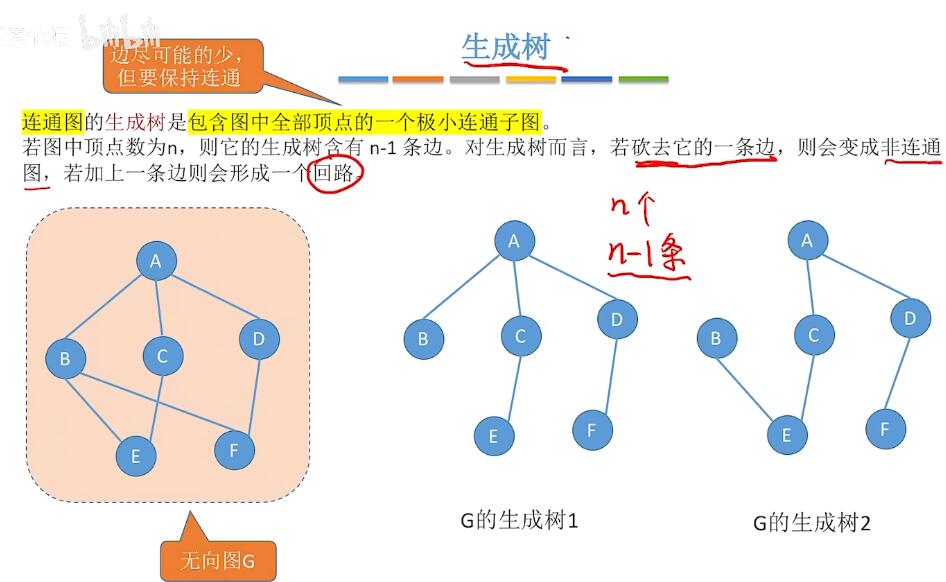 bilibili
生成树
边尽可能的少，
但要保持连通
连通图的生成树是包含图中全部顶点的一个极小连通子图。
若图中顶点数为n，则它的生成树含有 n-1 条边。对生成树而言，若砍去它的一条边，则会变成非连通
图，若加上一条边则会形成一个回路。
n个
n-1条
A
B
C
D
E
F
无向图G
A
B
C
D
E
F
G的生成树1
A
B
C
D
E
F
G的生成树2